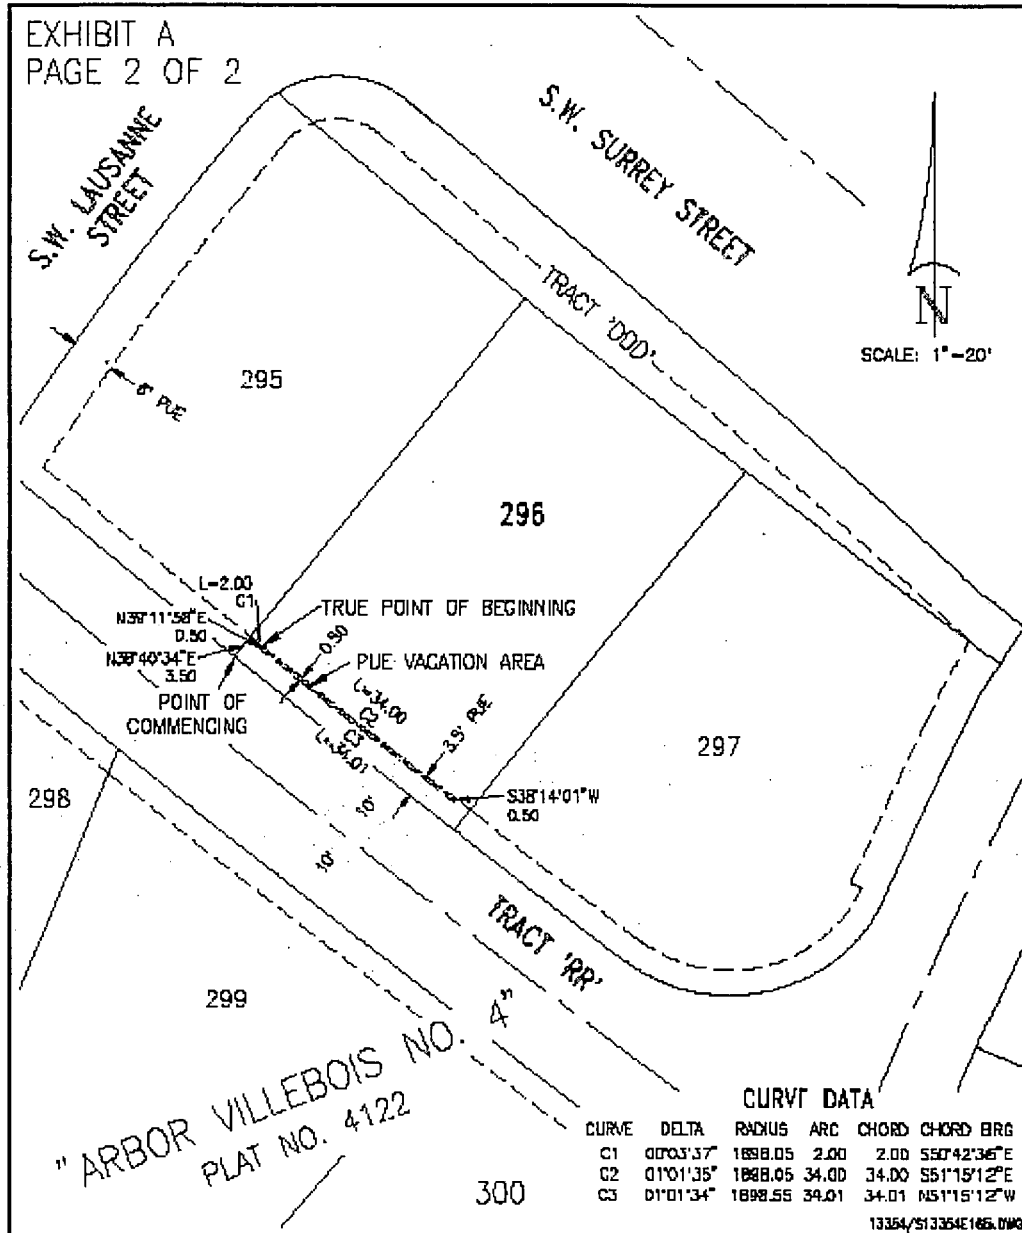 EXHIBIT A
PAGE 2 OF 2
S.W. LAUSANNE
STREET
S.W. SURREY STREET
N
SCALE: 1"=20'
TRACT 'DDD'
295
8' PUE
296
L=2.00
C1
TRUE POINT OF BEGINNING
N39°11'58"E
0.50
0.50
N38°40'34"E
3.50
PUE VACATION AREA
POINT OF
COMMENCING
L=34.00
C2
C3
L=34.01
3.5' PUE
297
S38°14'01"W
0.50
298
10'
10'
TRACT 'RR'
299
"ARBOR VILLEBOIS NO. 4"
PLAT NO. 4122
300
CURVE DATA
CURVE DELTA RADIUS ARC CHORD CHORD BRG
C1 00°03'37" 1898.05 2.00 2.00 S50°42'36"E
C2 01°01'35" 1898.05 34.00 34.00 S51°15'12"E
C3 01°01'34" 1898.55 34.01 34.01 N51°15'12"W
13354/S13354E165.DWG